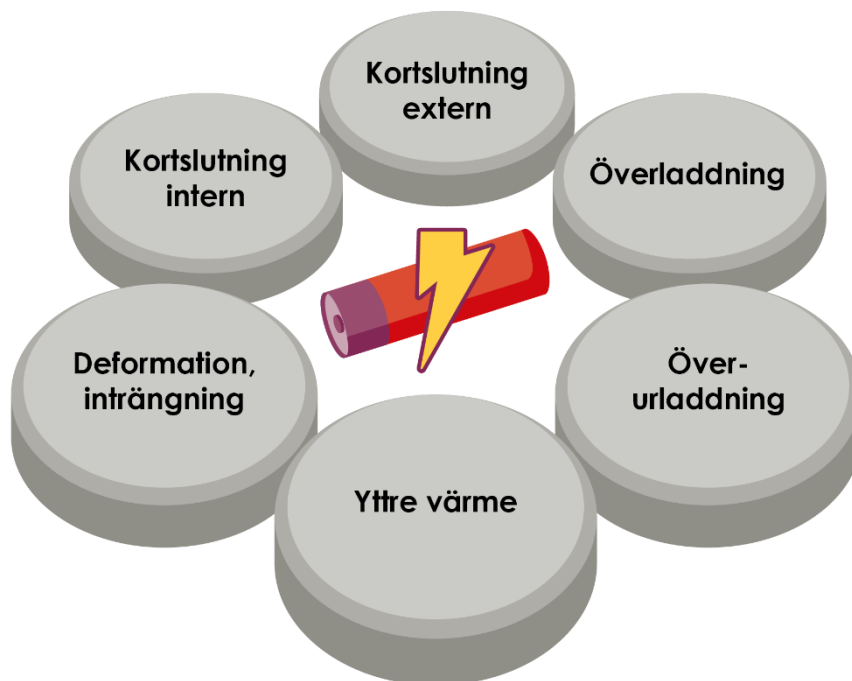 Kortslutning
extern
Kortslutning
intern
Överladdning
Deformation,
inträngning
Över-
urladdning
Yttre värme